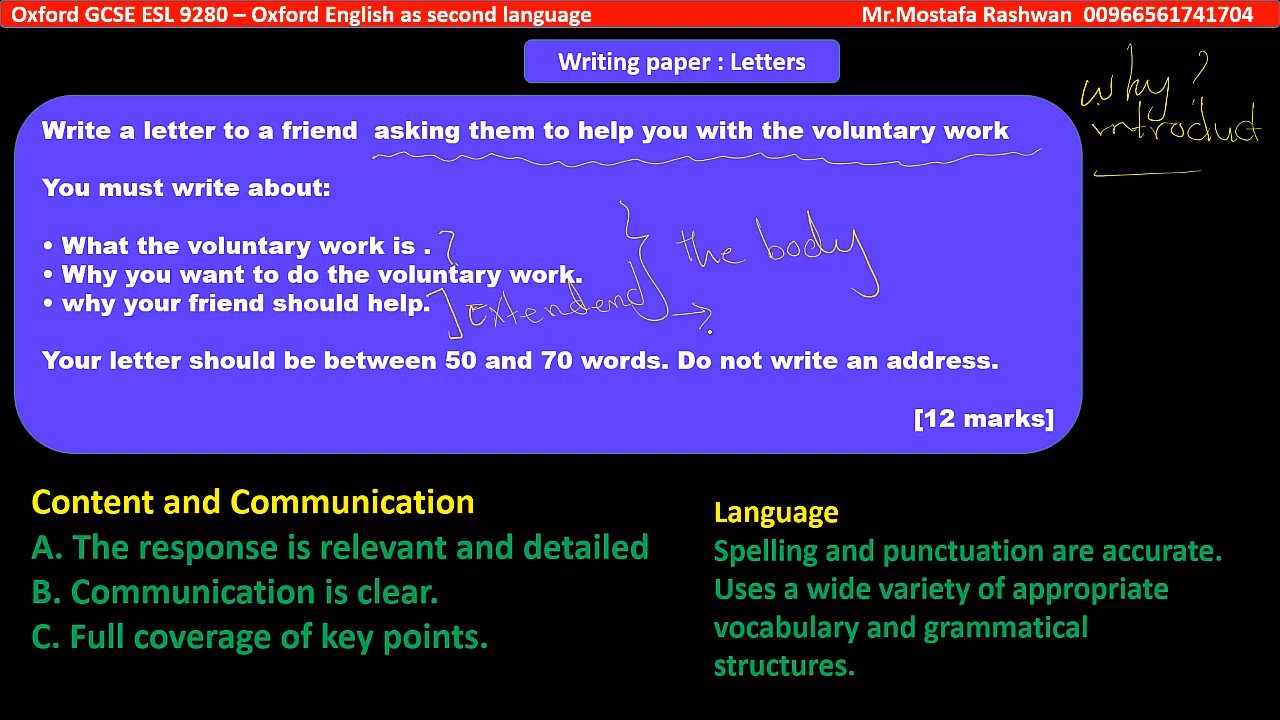 Oxford GCSE ESL 9280 – Oxford English as second language
Mr.Mostafa Rashwan 00966561741704
Writing paper : Letters
why ?
introduct
Write a letter to a friend asking them to help you with the voluntary work
You must write about:
• What the voluntary work is .
• Why you want to do the voluntary work.
• why your friend should help.
the body
extendend
Your letter should be between 50 and 70 words. Do not write an address.
[12 marks]
Content and Communication
A. The response is relevant and detailed
B. Communication is clear.
C. Full coverage of key points.
Language
Spelling and punctuation are accurate.
Uses a wide variety of appropriate
vocabulary and grammatical
structures.